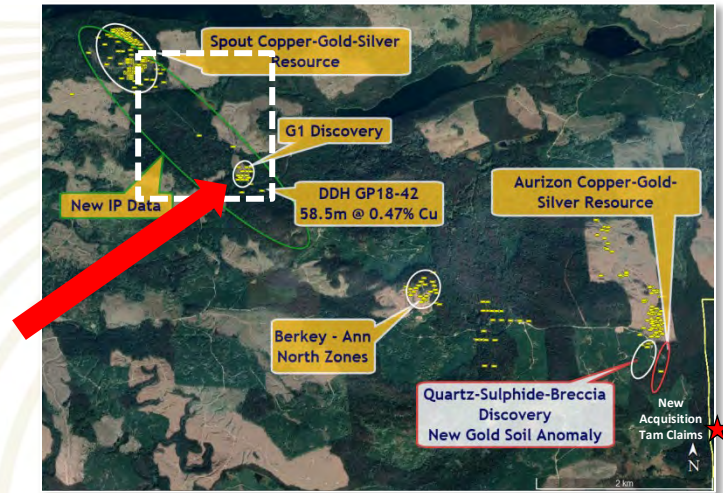 Spout Copper-Gold-Silver
Resource
G1 Discovery
New IP Data
DDH GP18-42
58.5m @ 0.47% Cu
Aurizon Copper-Gold-
Silver Resource
Berkey - Ann
North Zones
Quartz-Sulphide-Breccia
Discovery
New Gold Soil Anomaly
New
Acquisition
Tam Claims
N
2 km